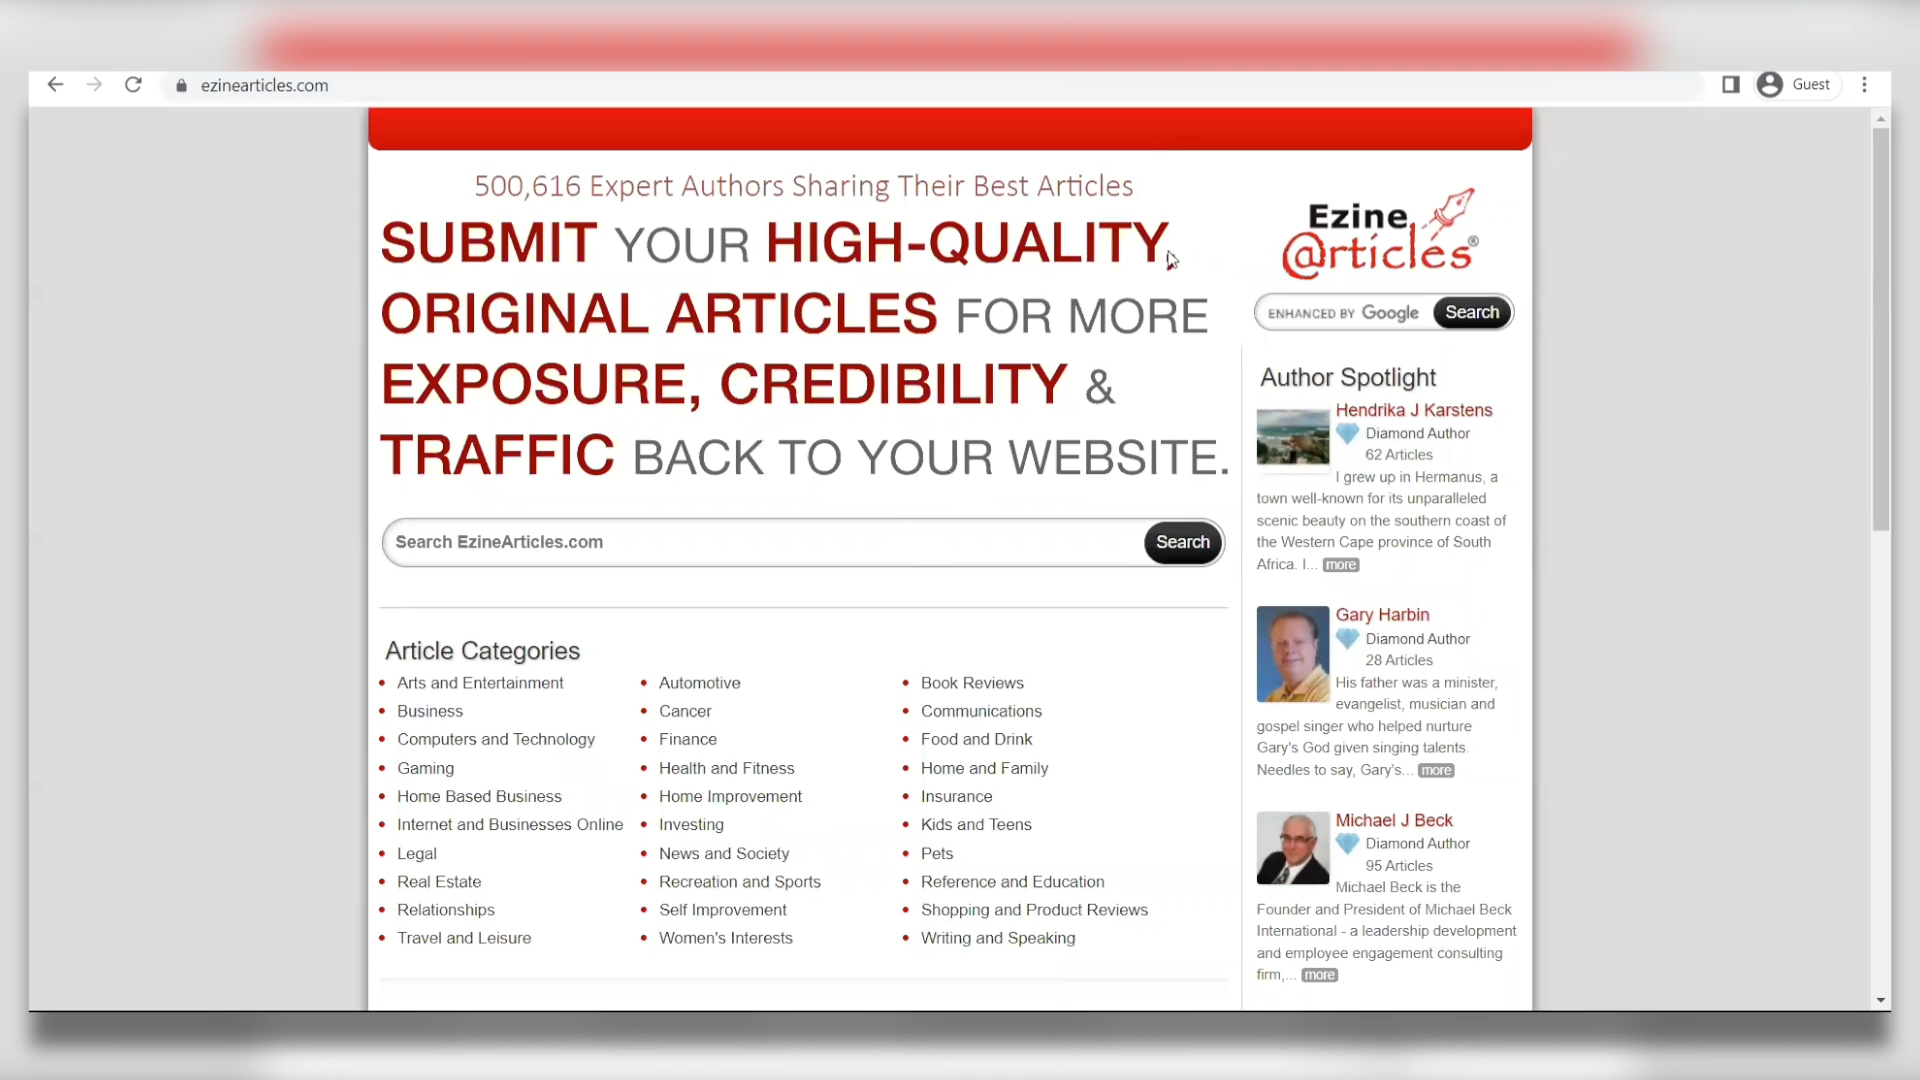 ezinearticles.com
Guest
500,616 Expert Authors Sharing Their Best Articles
SUBMIT YOUR HIGH-QUALITY
ORIGINAL ARTICLES FOR MORE
EXPOSURE, CREDIBILITY &
TRAFFIC BACK TO YOUR WEBSITE.
Search EzineArticles.com
Search
Article Categories
Arts and Entertainment
Business
Computers and Technology
Gaming
Home Based Business
Internet and Businesses Online
Legal
Real Estate
Relationships
Travel and Leisure
Automotive
Cancer
Finance
Health and Fitness
Home Improvement
Investing
News and Society
Recreation and Sports
Self Improvement
Women's Interests
Book Reviews
Communications
Food and Drink
Home and Family
Insurance
Kids and Teens
Pets
Reference and Education
Shopping and Product Reviews
Writing and Speaking
Ezine
@rticles®
ENHANCED BY Google
Search
Author Spotlight
Hendrika J Karstens
Diamond Author
62 Articles
I grew up in Hermanus, a
town well-known for its unparalleled
scenic beauty on the southern coast of
the Western Cape province of South
Africa. I... more
Gary Harbin
Diamond Author
28 Articles
His father was a minister,
evangelist, musician and
gospel singer who helped nurture
Gary's God given singing talents.
Needles to say, Gary's... more
Michael J Beck
Diamond Author
95 Articles
Michael Beck is the
Founder and President of Michael Beck
International - a leadership development
and employee engagement consulting
firm,... more